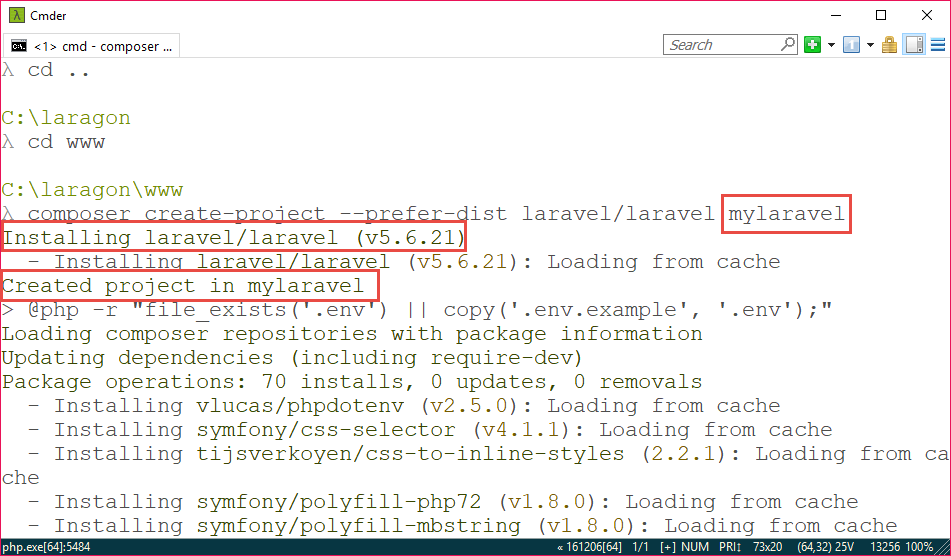 Cmder
<1> cmd - composer ...
Search
λ cd ..
C:\laragon
λ cd www
C:\laragon\www
λ composer create-project --prefer-dist laravel/laravel mylaravel
Installing laravel/laravel (v5.6.21)
- Installing laravel/laravel (v5.6.21): Loading from cache
Created project in mylaravel
> @php -r "file_exists('.env') || copy('.env.example', '.env');"
Loading composer repositories with package information
Updating dependencies (including require-dev)
Package operations: 70 installs, 0 updates, 0 removals
- Installing vlucas/phpdotenv (v2.5.0): Loading from cache
- Installing symfony/css-selector (v4.1.1): Loading from cache
- Installing tijsverkoyen/css-to-inline-styles (2.2.1): Loading from ca
che
- Installing symfony/polyfill-php72 (v1.8.0): Loading from cache
- Installing symfony/polyfill-mbstring (v1.8.0): Loading from cache
php.exe[64]:5484 « 161206[64] 1/1 [+] NUM PRI↕ 73x20 (64,32) 25V 13256 100%